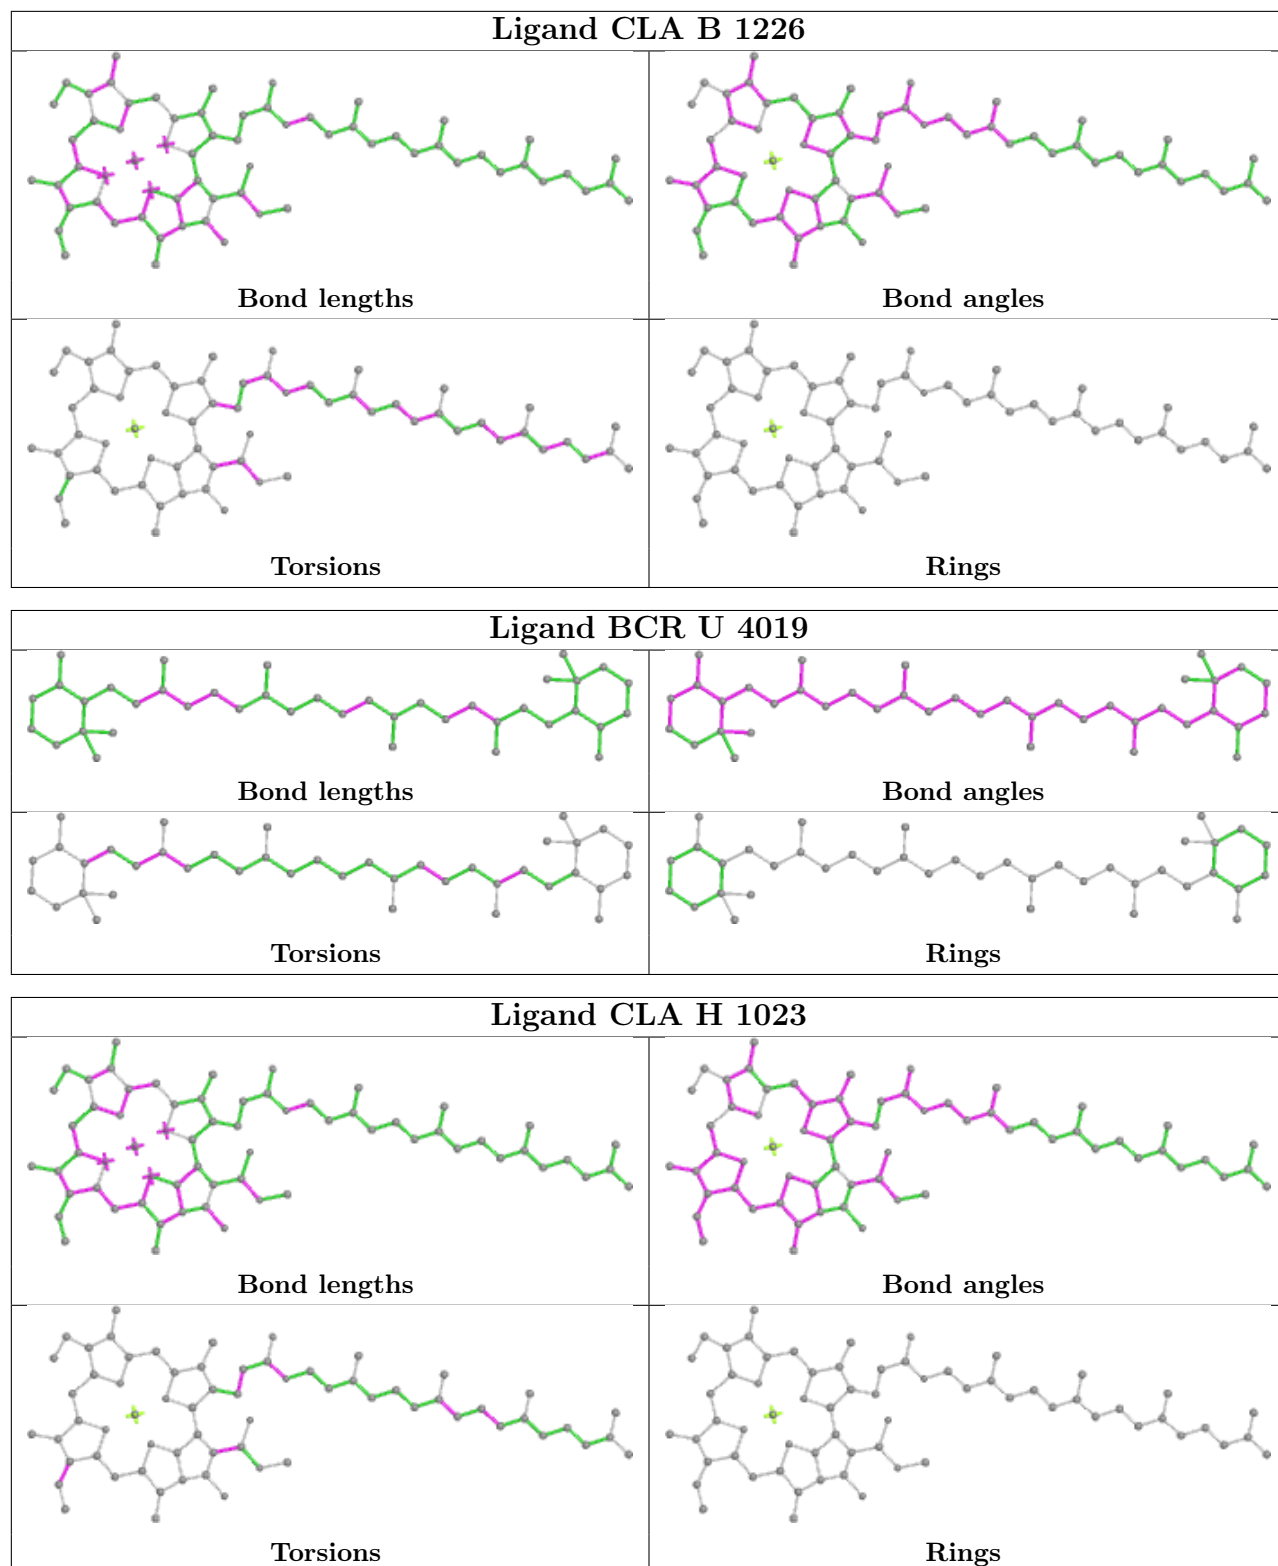 Ligand CLA B 1226
Bond lengths
Bond angles
Torsions
Rings
Ligand BCR U 4019
Bond lengths
Bond angles
Torsions
Rings
Ligand CLA H 1023
Bond lengths
Bond angles
Torsions
Rings